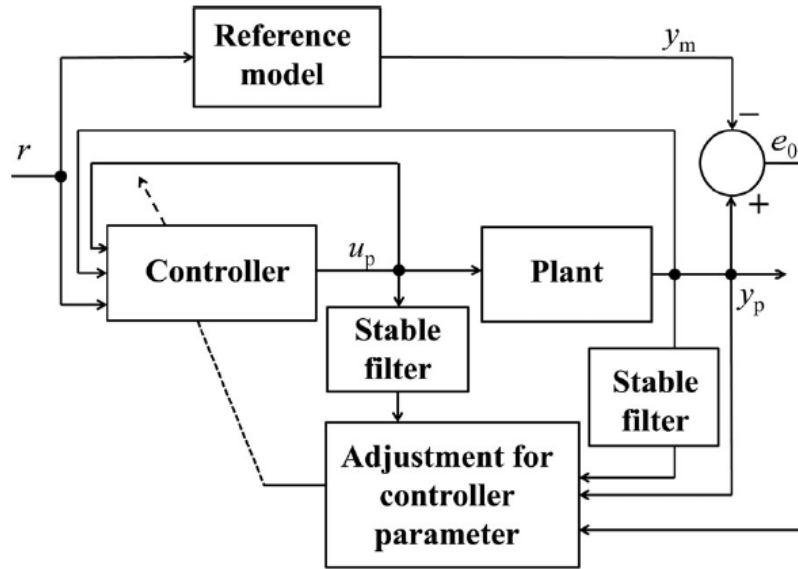 Reference
model
y_m
−
r
e_0
+
Controller
u_p
Plant
y_p
Stable
filter
Stable
filter
Adjustment for
controller
parameter